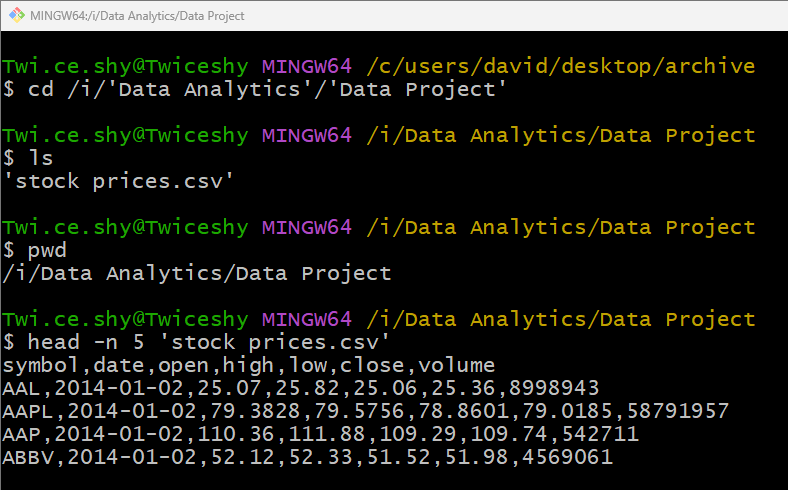 MINGW64:/i/Data Analytics/Data Project
Twi.ce.shy@Twiceshy MINGW64 /c/users/david/desktop/archive
$ cd /i/'Data Analytics'/'Data Project'
Twi.ce.shy@Twiceshy MINGW64 /i/Data Analytics/Data Project
$ ls
'stock prices.csv'
Twi.ce.shy@Twiceshy MINGW64 /i/Data Analytics/Data Project
$ pwd
/i/Data Analytics/Data Project
Twi.ce.shy@Twiceshy MINGW64 /i/Data Analytics/Data Project
$ head -n 5 'stock prices.csv'
symbol,date,open,high,low,close,volume
AAL,2014-01-02,25.07,25.82,25.06,25.36,8998943
AAPL,2014-01-02,79.3828,79.5756,78.8601,79.0185,58791957
AAP,2014-01-02,110.36,111.88,109.29,109.74,542711
ABBV,2014-01-02,52.12,52.33,51.52,51.98,4569061